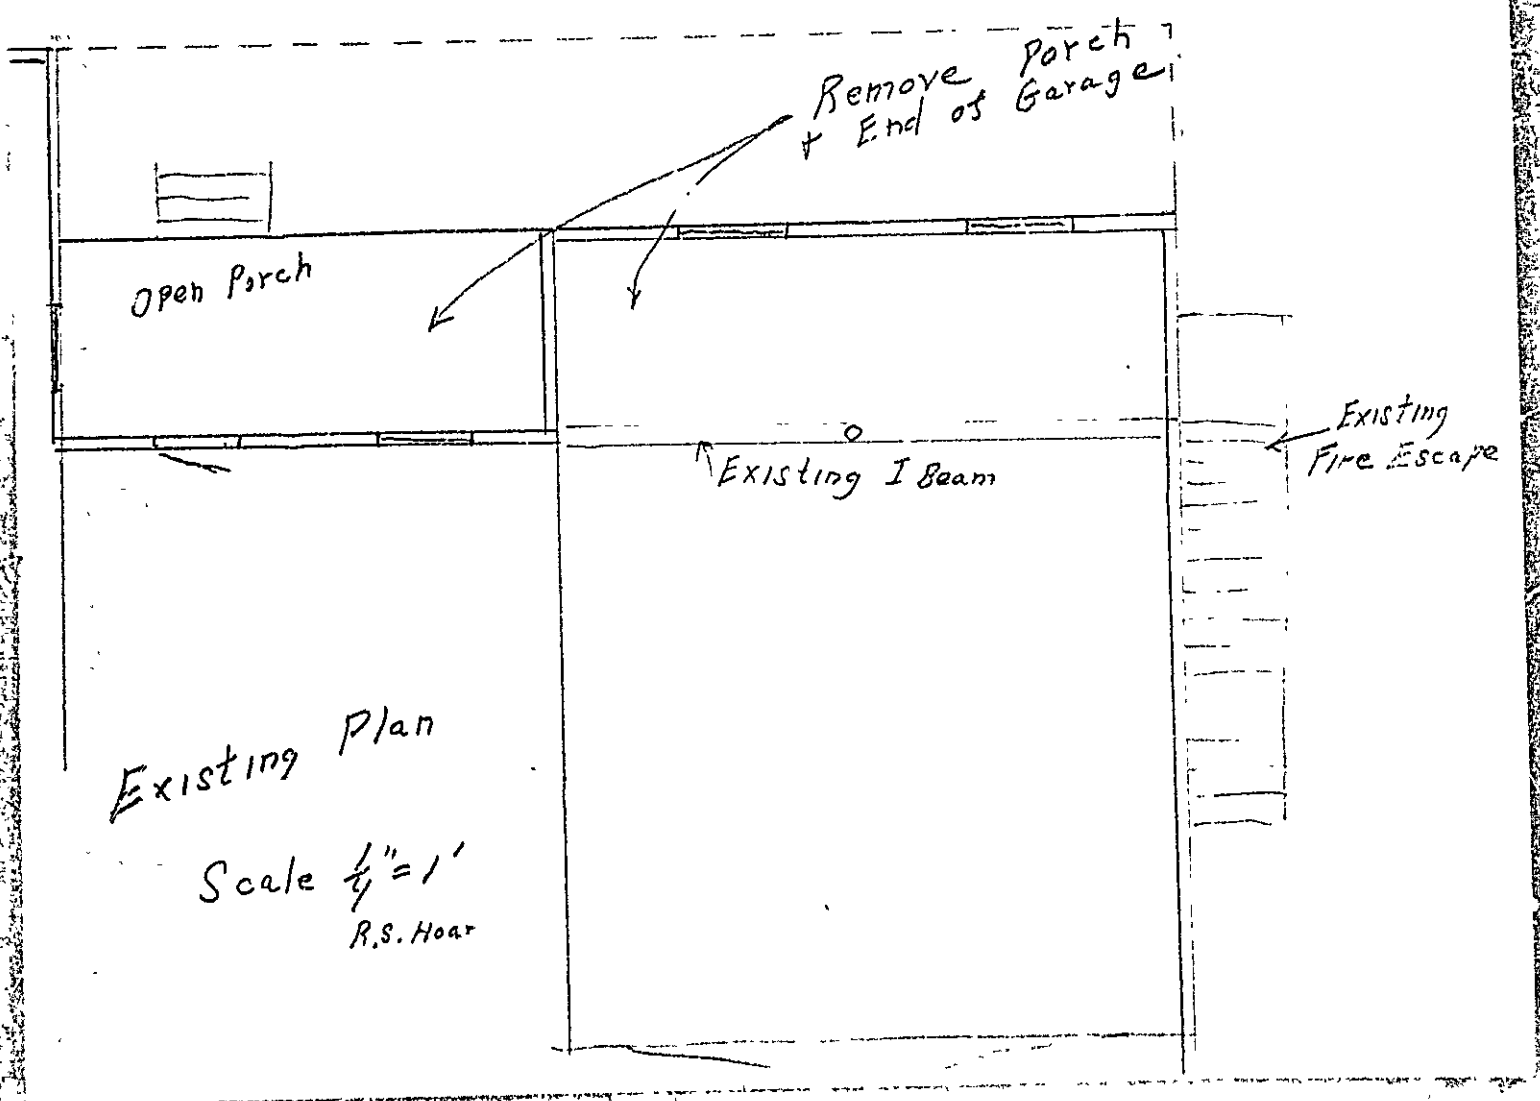 Remove Porch
+ End of Garage
Open Porch
Existing I Beam
Existing
Fire Escape
Existing Plan
Scale 1/4" = 1'
R.S. Hoar